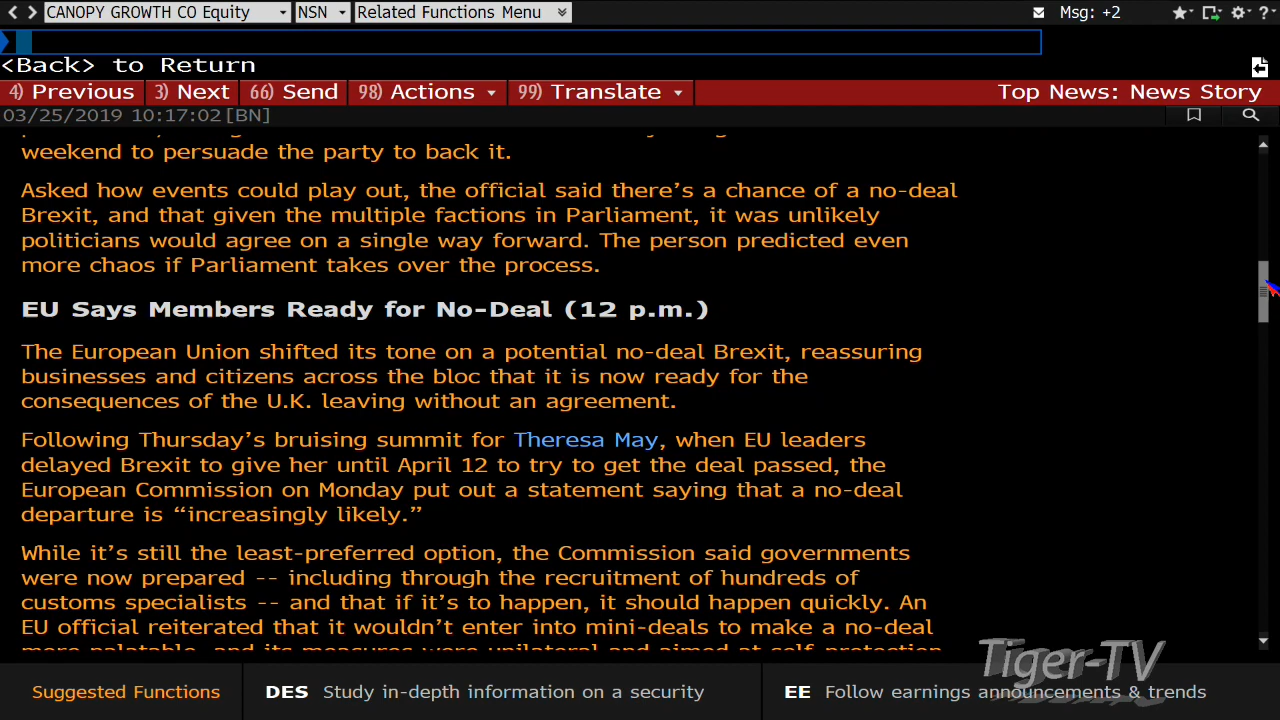 CANOPY GROWTH CO Equity NSN Related Functions Menu Msg: +2
<Back> to Return
4) Previous 3) Next 66) Send 98) Actions 99) Translate Top News: News Story
03/25/2019 10:17:02[BN]
weekend to persuade the party to back it.
Asked how events could play out, the official said there's a chance of a no-deal
Brexit, and that given the multiple factions in Parliament, it was unlikely
politicians would agree on a single way forward. The person predicted even
more chaos if Parliament takes over the process.
EU Says Members Ready for No-Deal (12 p.m.)
The European Union shifted its tone on a potential no-deal Brexit, reassuring
businesses and citizens across the bloc that it is now ready for the
consequences of the U.K. leaving without an agreement.
Following Thursday's bruising summit for Theresa May, when EU leaders
delayed Brexit to give her until April 12 to try to get the deal passed, the
European Commission on Monday put out a statement saying that a no-deal
departure is “increasingly likely.”
While it's still the least-preferred option, the Commission said governments
were now prepared -- including through the recruitment of hundreds of
customs specialists -- and that if it's to happen, it should happen quickly. An
EU official reiterated that it wouldn't enter into mini-deals to make a no-deal
more palatable, and its measures were unilateral and aimed at self-protection
Tiger-TV
Suggested Functions DES Study in-depth information on a security EE Follow earnings announcements & trends